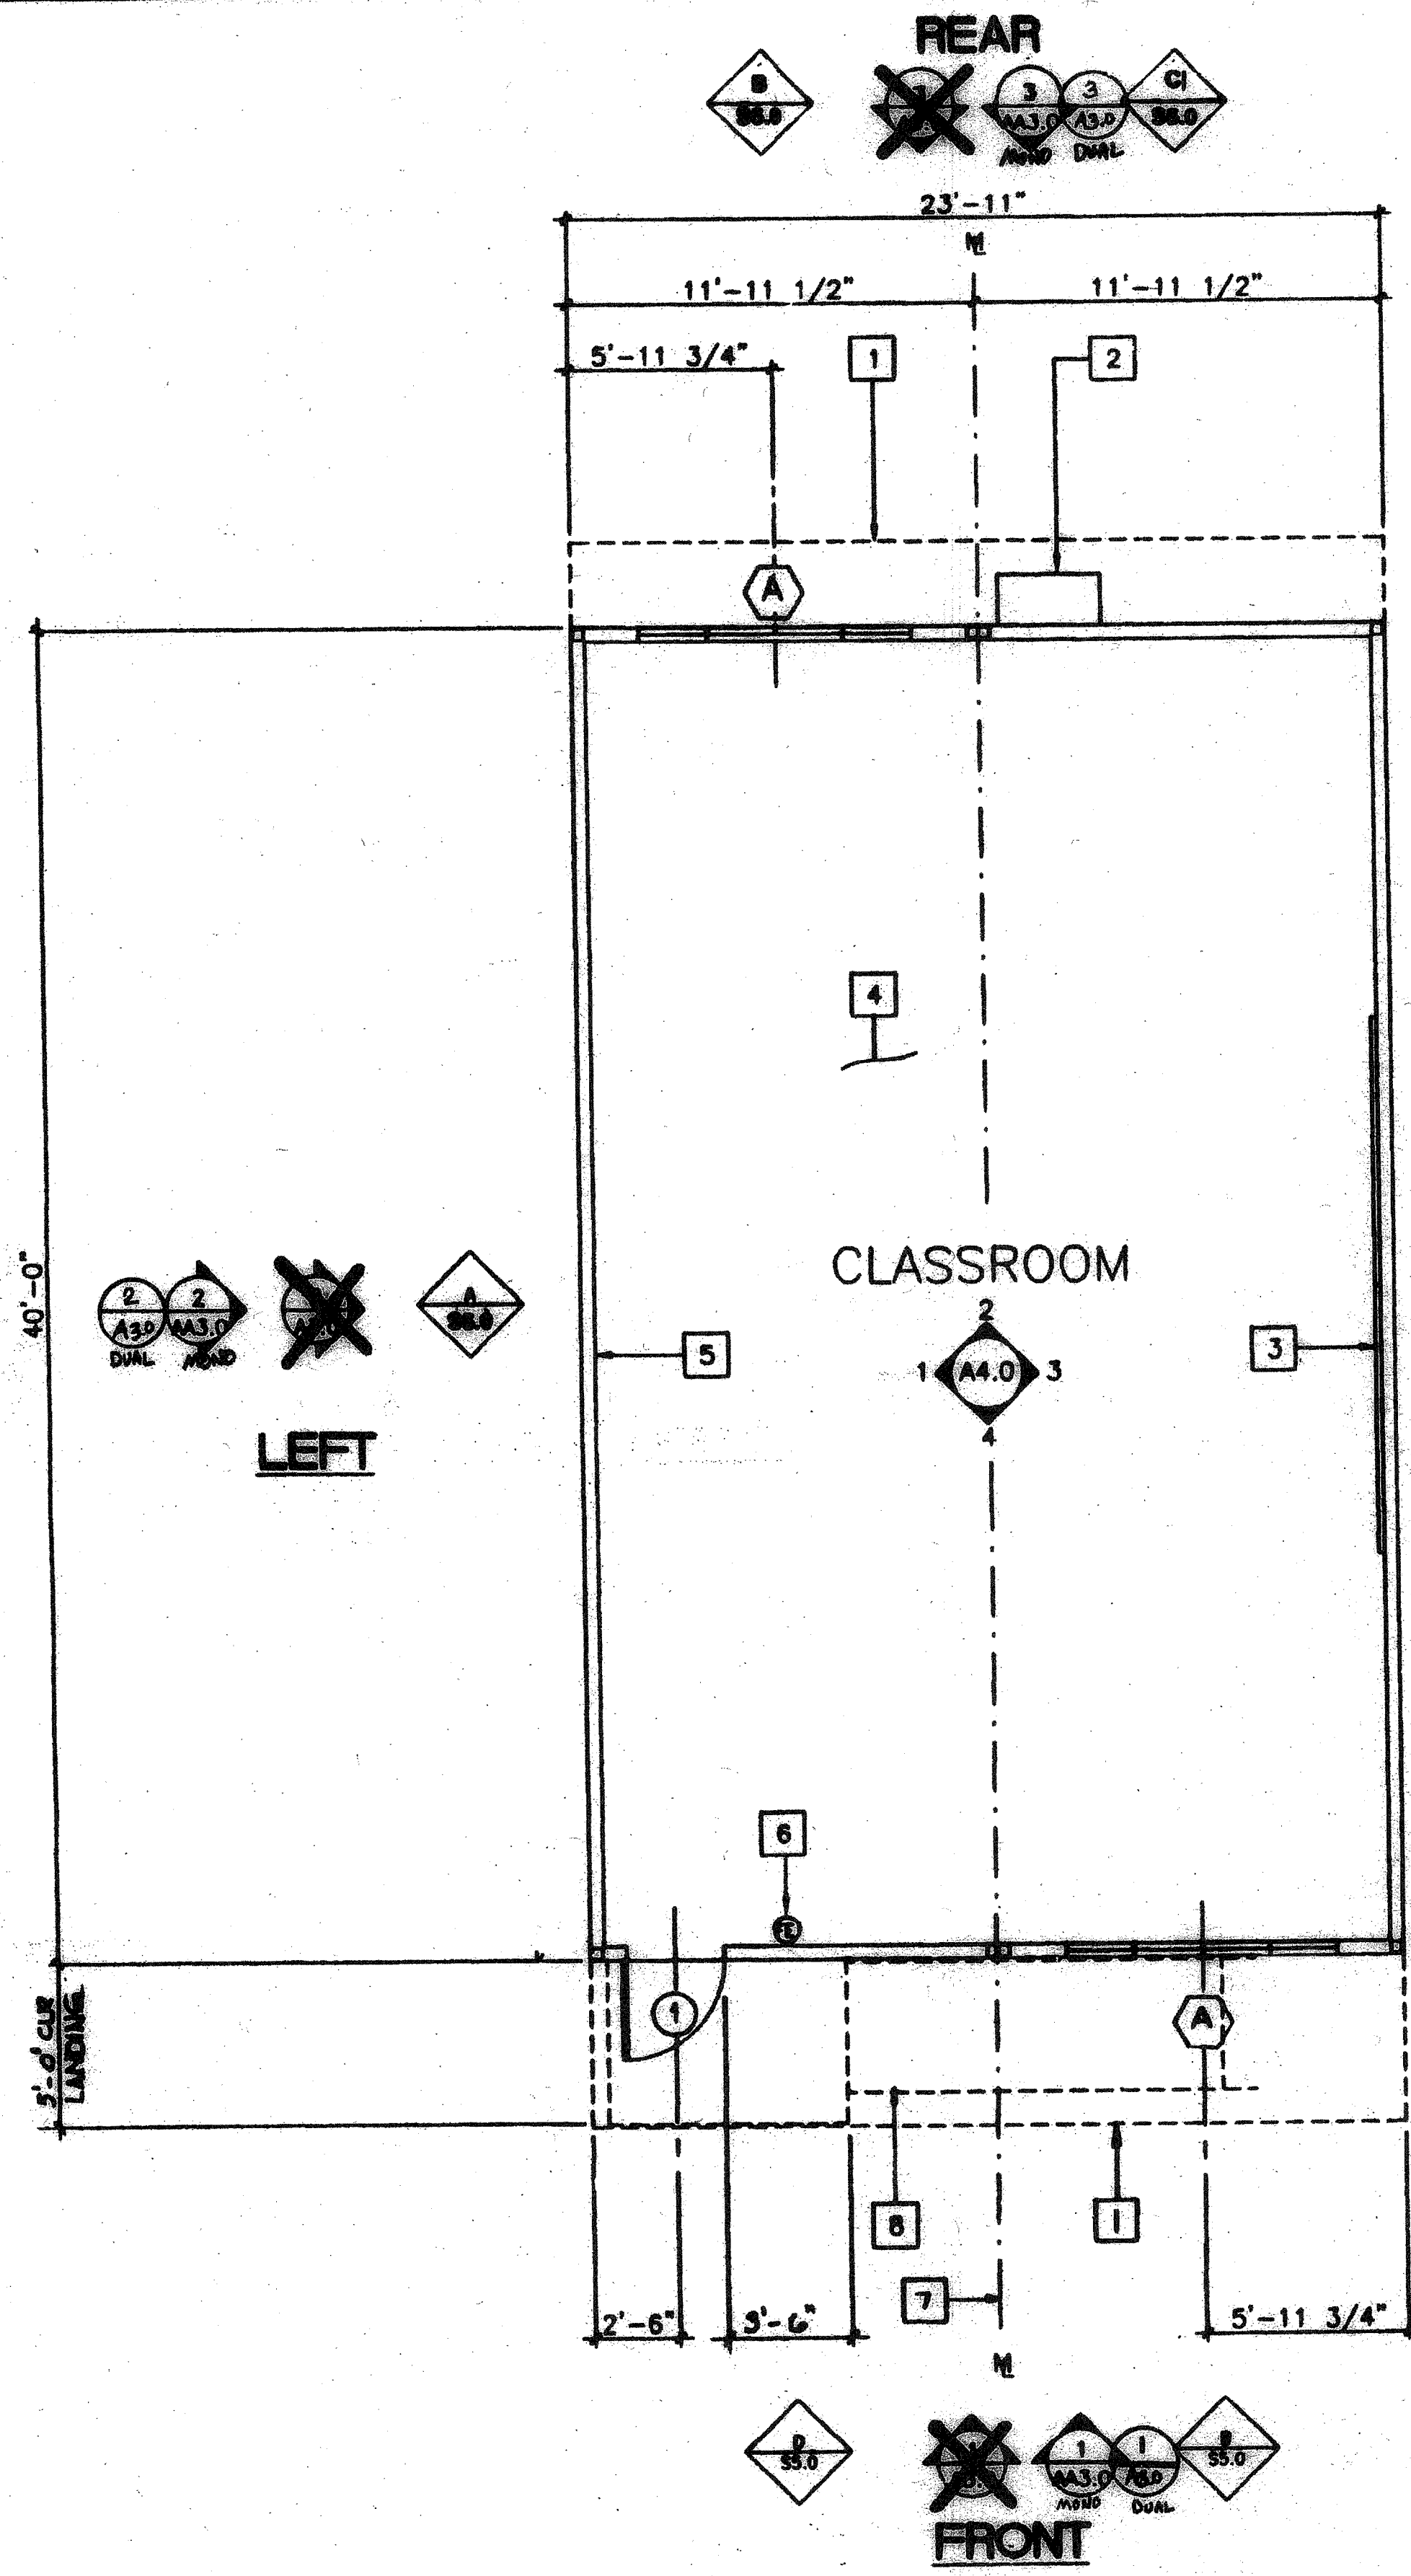 REAR
B
S6.0
3
AA3.0
MONO
3
A3.0
DUAL
C1
S6.0
23'-11"
ML
11'-11 1/2"
11'-11 1/2"
5'-11 3/4"
1
2
A
4
40'-0"
CLASSROOM
2
A3.0
DUAL
2
AA3.0
MONO
A
S6.0
5
3
2
1
A4.0
3
4
LEFT
6
FE
1
A
5'-0" CLR
LANDING
8
1
7
2'-6"
3'-6"
5'-11 3/4"
ML
D
S5.0
1
AA3.0
MONO
1
A3.0
DUAL
S5.0
FRONT